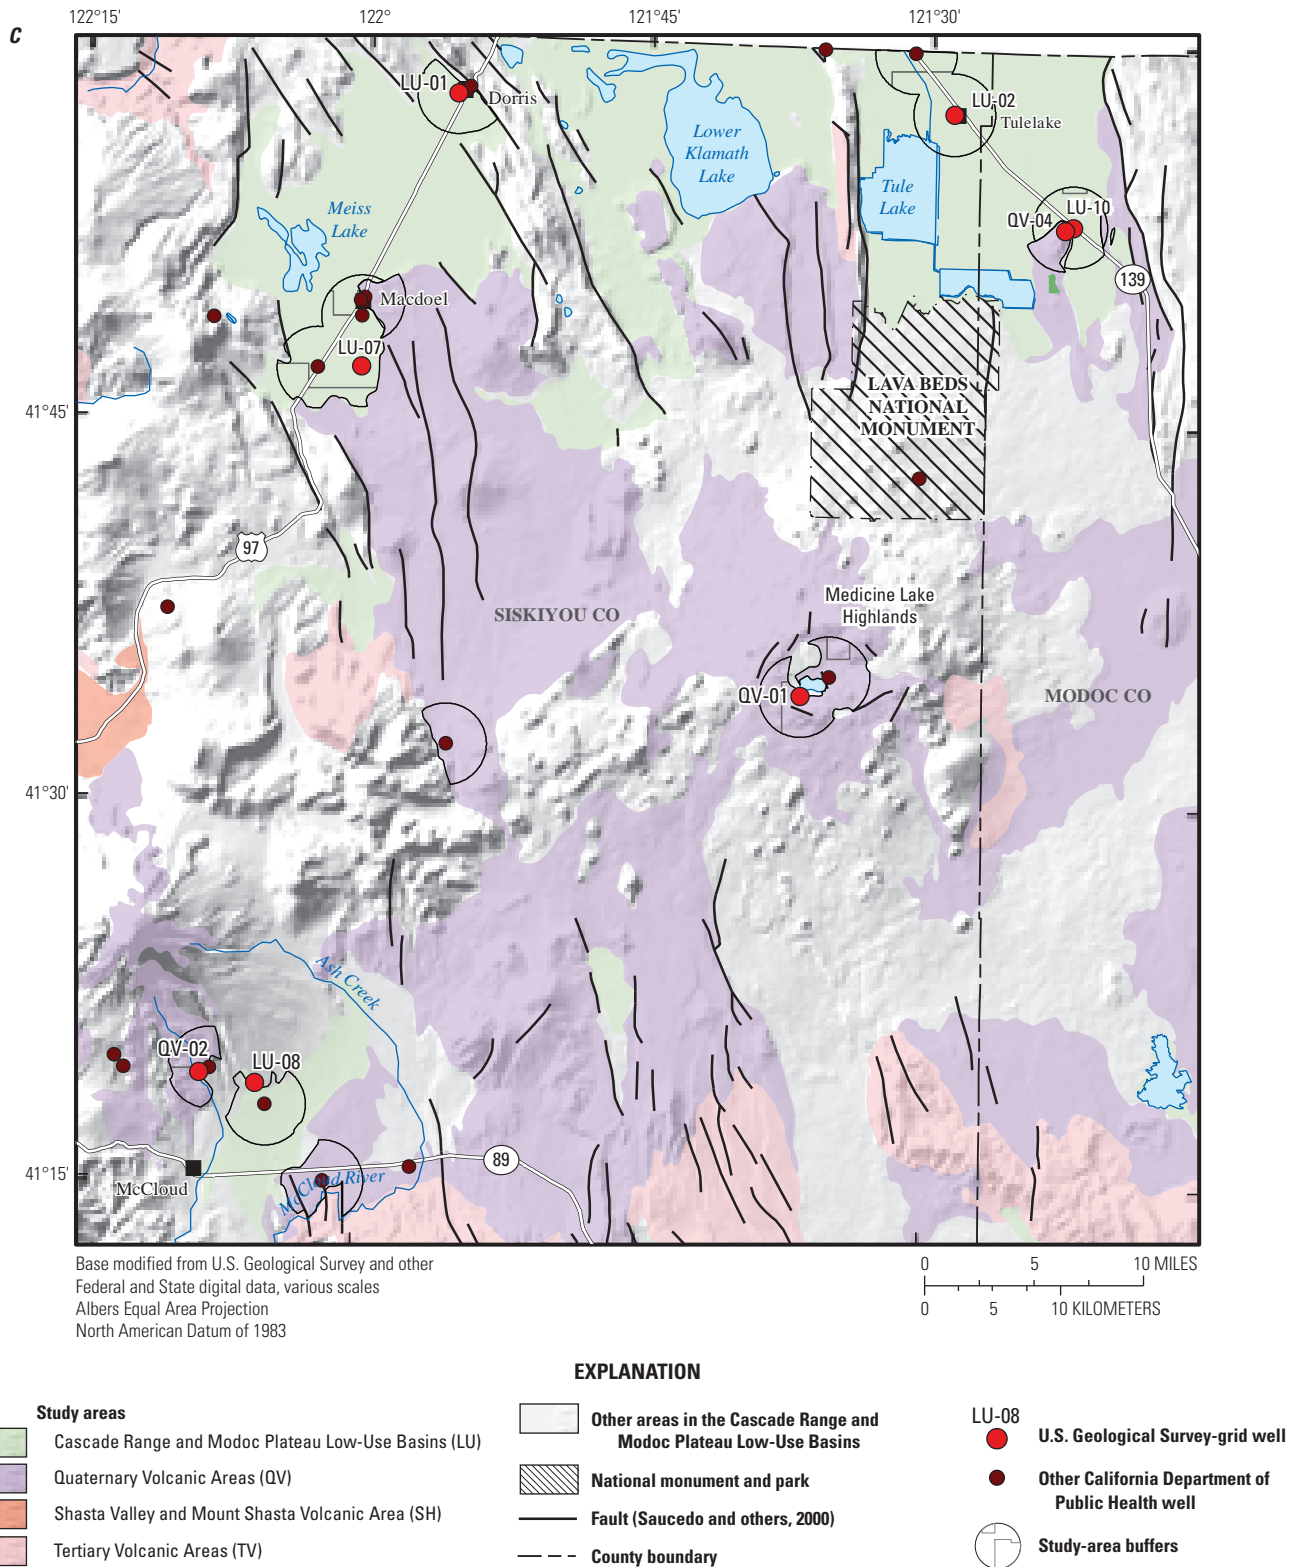 122°15'
122°
121°45'
121°30'
C
LU-01
Dorris
Lower
Klamath
Lake
LU-02
Tulelake
Tule
Lake
Meiss
Lake
LU-10
QV-04
139
Macdoel
LU-07
41°45'
LAVA BEDS
NATIONAL
MONUMENT
97
Medicine Lake
Highlands
SISKIYOU CO
QV-01
MODOC CO
41°30'
Ash Creek
QV-02
LU-08
89
41°15'
McCloud
McCloud River
Base modified from U.S. Geological Survey and other
Federal and State digital data, various scales
Albers Equal Area Projection
North American Datum of 1983
0 5 10 MILES
0 5 10 KILOMETERS
EXPLANATION
Study areas
Cascade Range and Modoc Plateau Low-Use Basins (LU)
Quaternary Volcanic Areas (QV)
Shasta Valley and Mount Shasta Volcanic Area (SH)
Tertiary Volcanic Areas (TV)
Other areas in the Cascade Range and
Modoc Plateau Low-Use Basins
National monument and park
Fault (Saucedo and others, 2000)
County boundary
LU-08
U.S. Geological Survey-grid well
Other California Department of
Public Health well
Study-area buffers